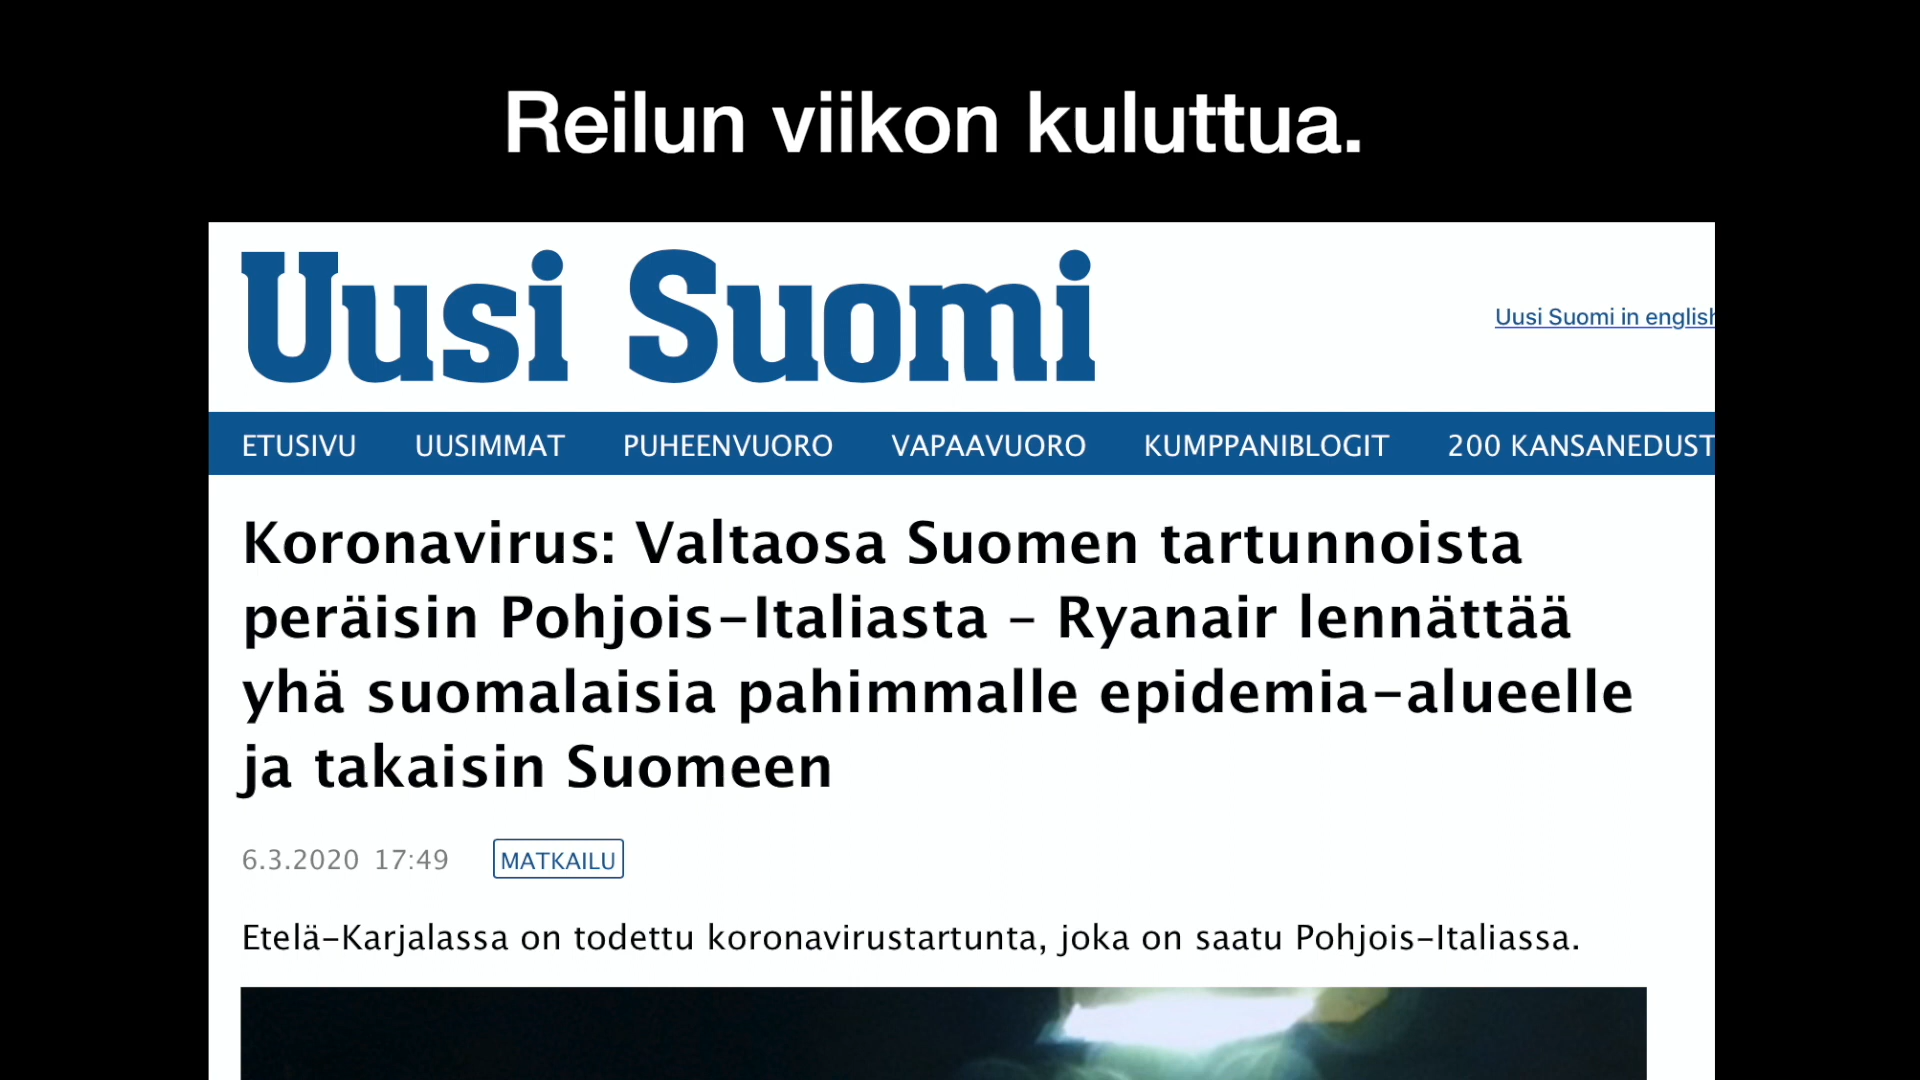 Reilun viikon kuluttua.
Uusi Suomi
Uusi Suomi in english
ETUSIVU UUSIMMAT PUHEENVUORO VAPAAVUORO KUMPPANIBLOGIT 200 KANSANEDUST
Koronavirus: Valtaosa Suomen tartunnoista
peräisin Pohjois-Italiasta – Ryanair lennättää
yhä suomalaisia pahimmalle epidemia-alueelle
ja takaisin Suomeen
6.3.2020 17:49 MATKAILU
Etelä-Karjalassa on todettu koronavirustartunta, joka on saatu Pohjois-Italiassa.